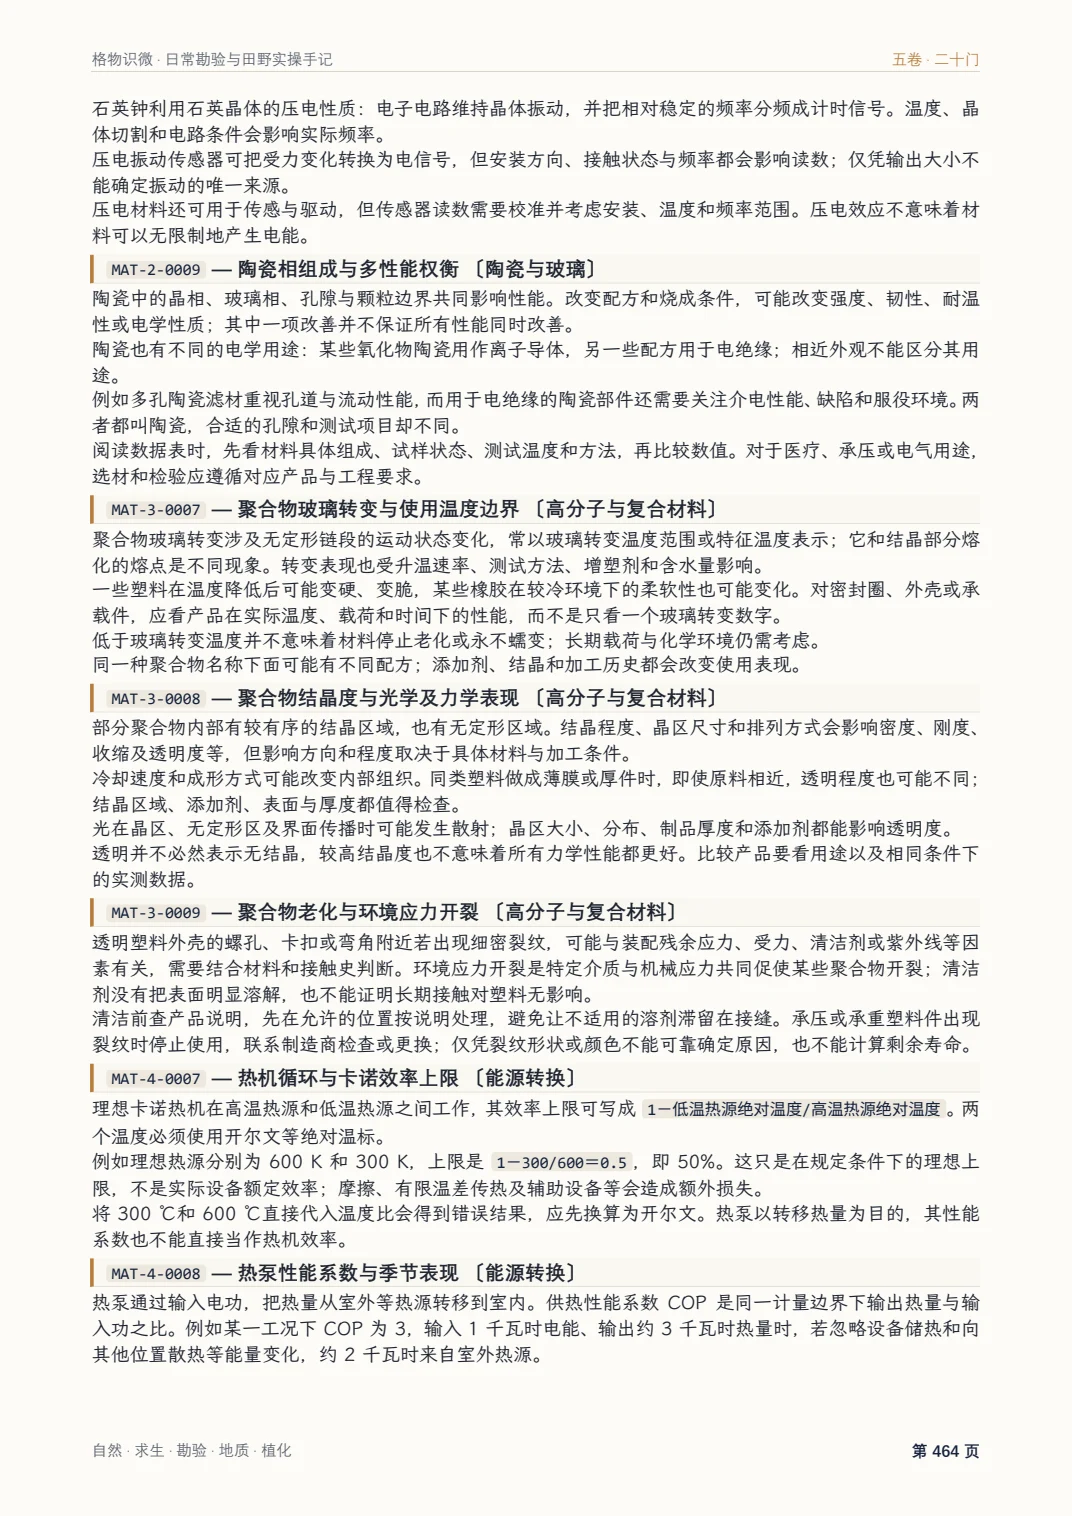 格物识微 · 日常勘验与田野实操手记
五卷 · 二十门
石英钟利用石英晶体的压电性质：电子电路维持晶体振动，并把相对稳定的频率分频成计时信号。温度、晶
体切割和电路条件会影响实际频率。
压电振动传感器可把受力变化转换为电信号，但安装方向、接触状态与频率都会影响读数；仅凭输出大小不
能确定振动的唯一来源。
压电材料还可用于传感与驱动，但传感器读数需要校准并考虑安装、温度和频率范围。压电效应不意味着材
料可以无限制地产生电能。
MAT-2-0009 — 陶瓷相组成与多性能权衡 〔陶瓷与玻璃〕
陶瓷中的晶相、玻璃相、孔隙与颗粒边界共同影响性能。改变配方和烧成条件，可能改变强度、韧性、耐温
性或电学性质；其中一项改善并不保证所有性能同时改善。
陶瓷也有不同的电学用途：某些氧化物陶瓷用作离子导体，另一些配方用于电绝缘；相近外观不能区分其用
途。
例如多孔陶瓷滤材重视孔道与流动性能，而用于电绝缘的陶瓷部件还需要关注介电性能、缺陷和服役环境。两
者都叫陶瓷，合适的孔隙和测试项目却不同。
阅读数据表时，先看材料具体组成、试样状态、测试温度和方法，再比较数值。对于医疗、承压或电气用途，
选材和检验应遵循对应产品与工程要求。
MAT-3-0007 — 聚合物玻璃转变与使用温度边界 〔高分子与复合材料〕
聚合物玻璃转变涉及无定形链段的运动状态变化，常以玻璃转变温度范围或特征温度表示；它和结晶部分熔
化的熔点是不同现象。转变表现也受升温速率、测试方法、增塑剂和含水量影响。
一些塑料在温度降低后可能变硬、变脆，某些橡胶在较冷环境下的柔软性也可能变化。对密封圈、外壳或承
载件，应看产品在实际温度、载荷和时间下的性能，而不是只看一个玻璃转变数字。
低于玻璃转变温度并不意味着材料停止老化或永不蠕变；长期载荷与化学环境仍需考虑。
同一种聚合物名称下面可能有不同配方；添加剂、结晶和加工历史都会改变使用表现。
MAT-3-0008 — 聚合物结晶度与光学及力学表现 〔高分子与复合材料〕
部分聚合物内部有较有序的结晶区域，也有无定形区域。结晶程度、晶区尺寸和排列方式会影响密度、刚度、
收缩及透明度等，但影响方向和程度取决于具体材料与加工条件。
冷却速度和成形方式可能改变内部组织。同类塑料做成薄膜或厚件时，即使原料相近，透明程度也可能不同；
结晶区域、添加剂、表面与厚度都值得检查。
光在晶区、无定形区及界面传播时可能发生散射；晶区大小、分布、制品厚度和添加剂都能影响透明度。
透明并不必然表示无结晶，较高结晶度也不意味着所有力学性能都更好。比较产品要看用途以及相同条件下
的实测数据。
MAT-3-0009 — 聚合物老化与环境应力开裂 〔高分子与复合材料〕
透明塑料外壳的螺孔、卡扣或弯角附近若出现细密裂纹，可能与装配残余应力、受力、清洁剂或紫外线等因
素有关，需要结合材料和接触史判断。环境应力开裂是特定介质与机械应力共同促使某些聚合物开裂；清洁
剂没有把表面明显溶解，也不能证明长期接触对塑料无影响。
清洁前查产品说明，先在允许的位置按说明处理，避免让不适用的溶剂滞留在接缝。承压或承重塑料件出现
裂纹时停止使用，联系制造商检查或更换；仅凭裂纹形状或颜色不能可靠确定原因，也不能计算剩余寿命。
MAT-4-0007 — 热机循环与卡诺效率上限 〔能源转换〕
理想卡诺热机在高温热源和低温热源之间工作，其效率上限可写成 1－低温热源绝对温度/高温热源绝对温度 。两
个温度必须使用开尔文等绝对温标。
例如理想热源分别为 600 K 和 300 K，上限是 1－300/600＝0.5 ，即 50%。这只是在规定条件下的理想上
限，不是实际设备额定效率；摩擦、有限温差传热及辅助设备等会造成额外损失。
将 300 ℃和 600 ℃直接代入温度比会得到错误结果，应先换算为开尔文。热泵以转移热量为目的，其性能
系数也不能直接当作热机效率。
MAT-4-0008 — 热泵性能系数与季节表现 〔能源转换〕
热泵通过输入电功，把热量从室外等热源转移到室内。供热性能系数 COP 是同一计量边界下输出热量与输
入功之比。例如某一工况下 COP 为 3，输入 1 千瓦时电能、输出约 3 千瓦时热量时，若忽略设备储热和向
其他位置散热等能量变化，约 2 千瓦时来自室外热源。
自然 · 求生 · 勘验 · 地质 · 植化
第 464 页